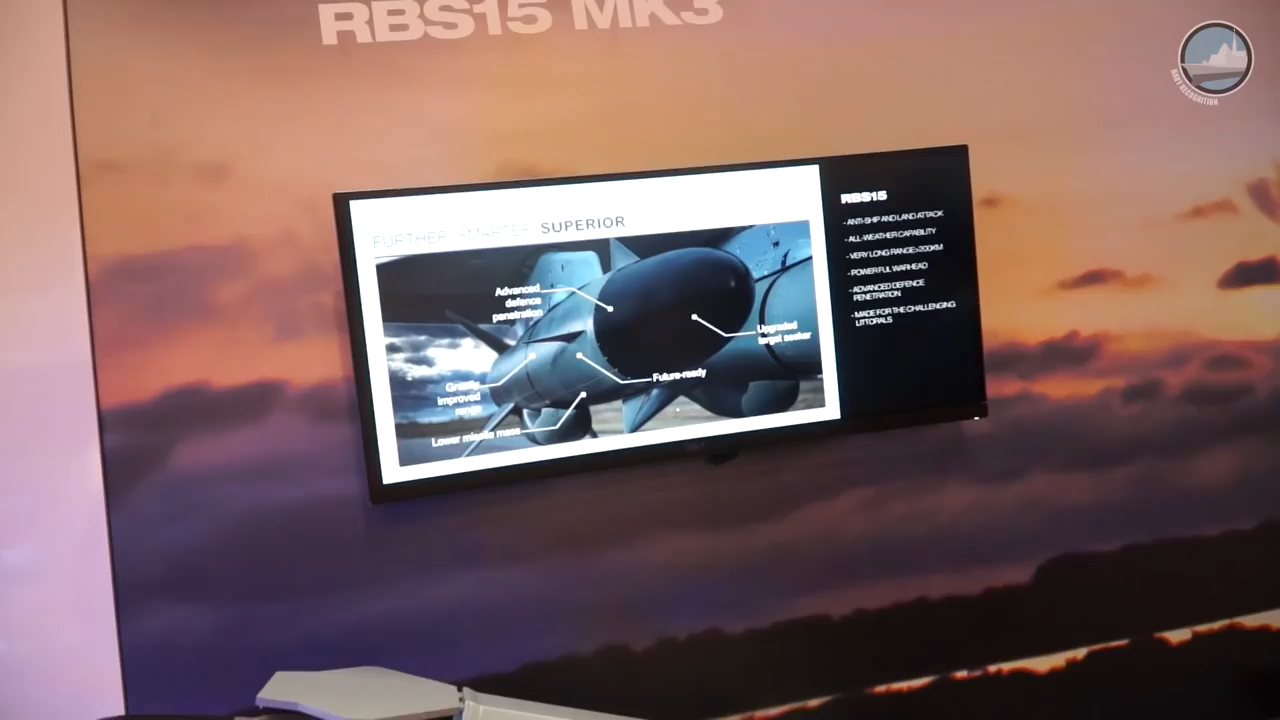 RBS15 MK3
NAVY RECOGNITION
FURTHER SMARTER SUPERIOR
Advanced
defence
penetration
Upgraded
target seeker
Future-ready
Greatly
improved
range
Lower missile mass
RBS15
- ANTI-SHIP AND LAND ATTACK
- ALL-WEATHER CAPABILITY
- VERY LONG RANGE >200KM
- POWERFUL WARHEAD
- ADVANCED DEFENCE
PENETRATION
- MADE FOR THE CHALLENGING
LITTORALS